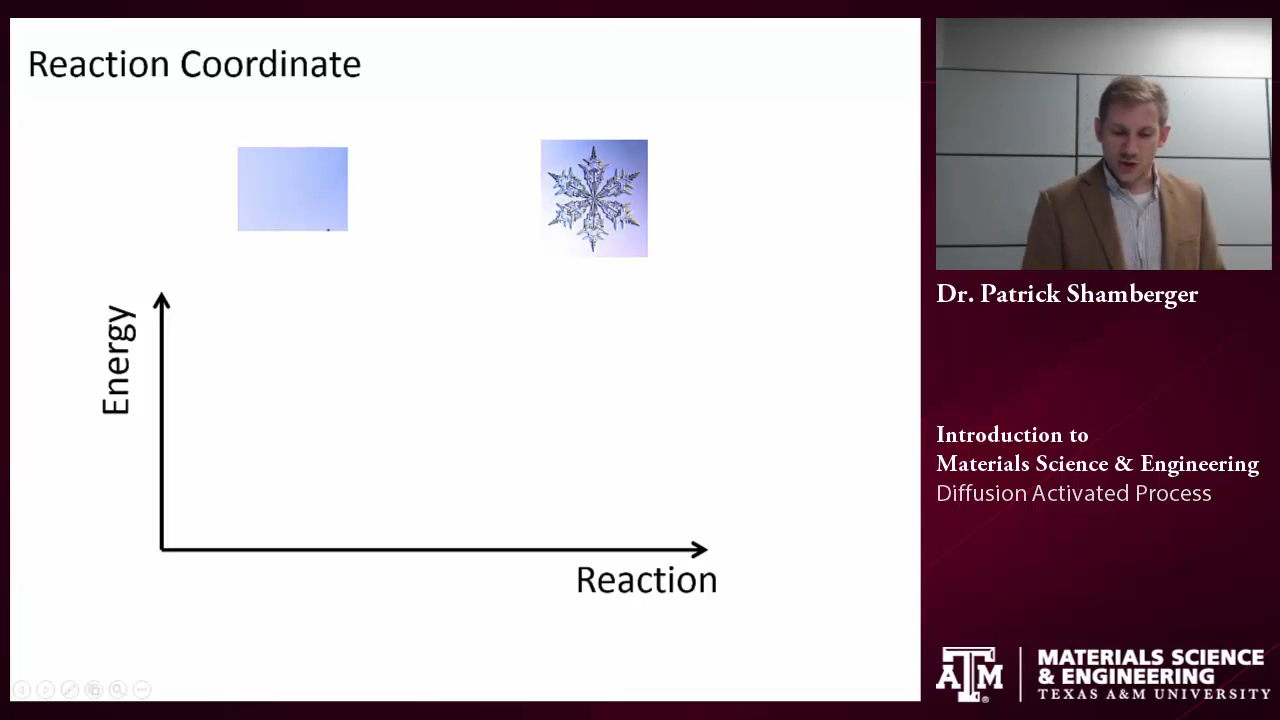 Reaction Coordinate
Energy
Reaction
Dr. Patrick Shamberger
Introduction to
Materials Science & Engineering
Diffusion Activated Process
ATM
MATERIALS SCIENCE
& ENGINEERING
TEXAS A&M UNIVERSITY